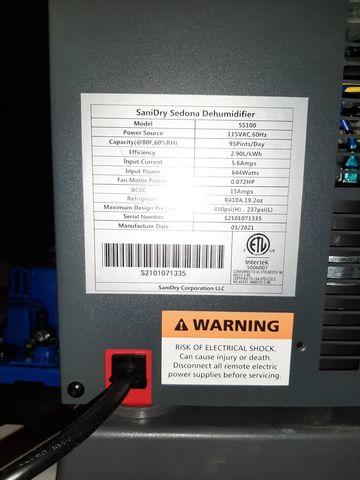 SaniDry Sedona Dehumidifier
Model SS100
Power Source 115VAC,60Hz
Capacity(@80F,60%RH) 95Pints/Day
Efficiency 2.90L/kWh
Input Current 5.6Amps
Input Power 644Watts
Fan Motor Power 0.072HP
BCSC 15Amps
Refrigerant R410A,19.2oz
Maximum Design Pressure 450psi(H) , 237psi(L)
Serial Number S2101071335
Manufacture Date 01/2021
ETL
Intertek
5006007
S2101071335
SaniDry Corporation LLC
WARNING
RISK OF ELECTRICAL SHOCK.
Can cause injury or death.
Disconnect all remote electric
power supplies before servicing.